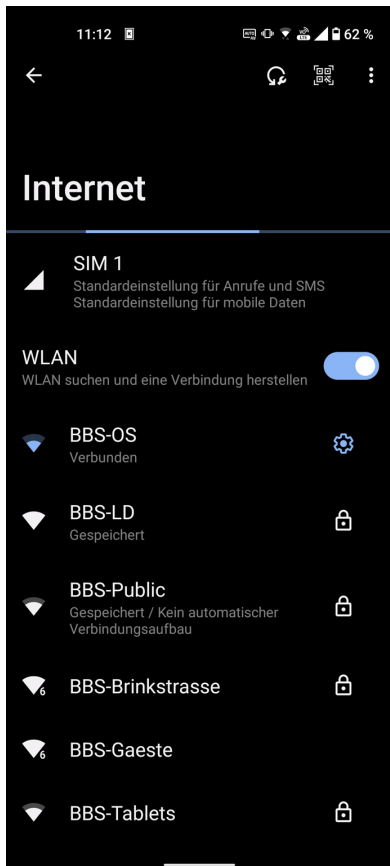 11:12
62 %
Internet
SIM 1
Standardeinstellung für Anrufe und SMS
Standardeinstellung für mobile Daten
WLAN
WLAN suchen und eine Verbindung herstellen
BBS-OS
Verbunden
BBS-LD
Gespeichert
BBS-Public
Gespeichert / Kein automatischer
Verbindungsaufbau
6 BBS-Brinkstrasse
6 BBS-Gaeste
BBS-Tablets